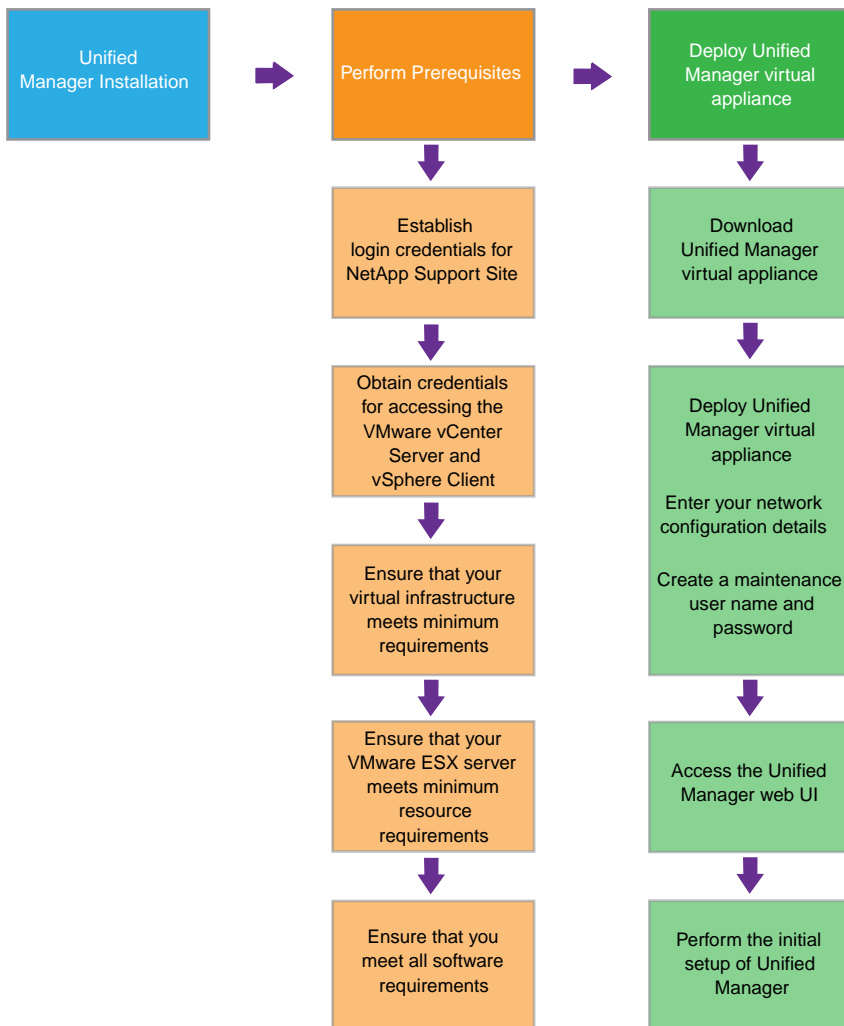 Unified
Manager Installation
Perform Prerequisites
Deploy Unified
Manager virtual
appliance
Establish
login credentials for
NetApp Support Site
Obtain credentials
for accessing the
VMware vCenter
Server and
vSphere Client
Ensure that your
virtual infrastructure
meets minimum
requirements
Ensure that your
VMware ESX server
meets minimum
resource
requirements
Ensure that you
meet all software
requirements
Download
Unified Manager
virtual appliance
Deploy Unified
Manager virtual
appliance
Enter your network
configuration details
Create a maintenance
user name and
password
Access the Unified
Manager web UI
Perform the initial
setup of Unified
Manager